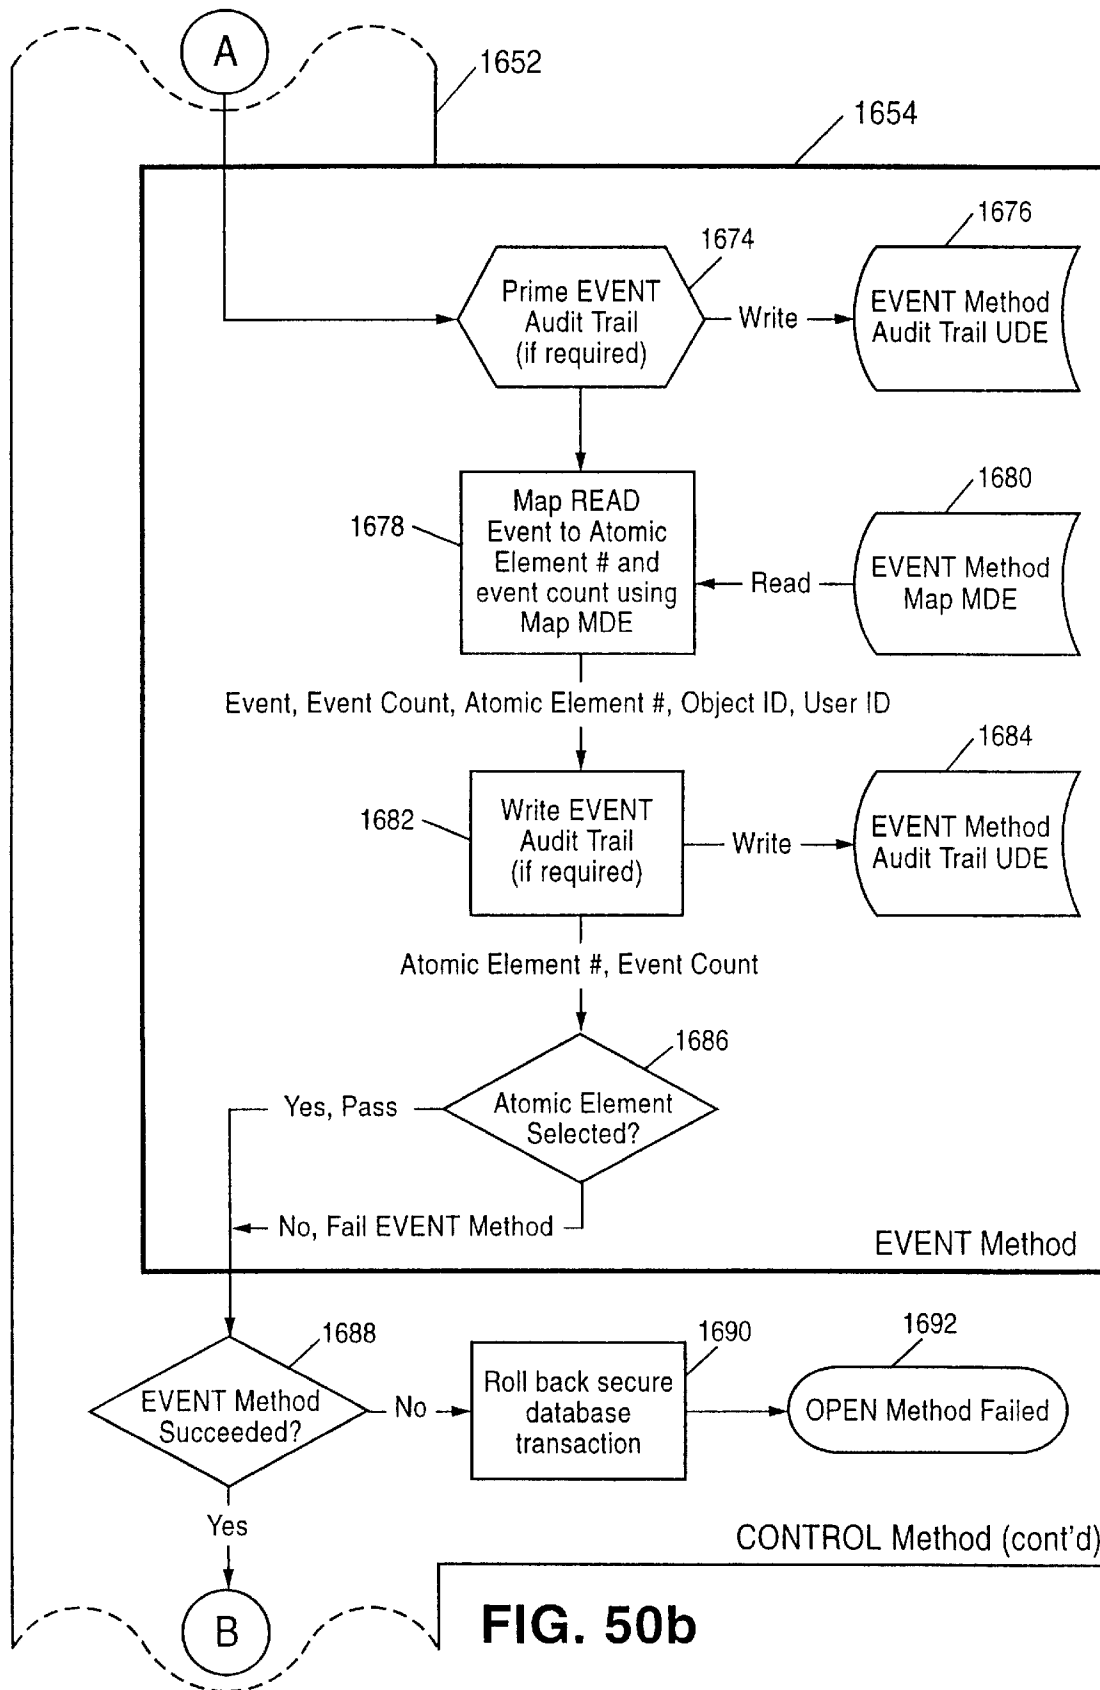 A
1652
1654
1674
1676
Prime EVENT
Audit Trail
(if required)
Write
EVENT Method
Audit Trail UDE
1678
1680
Map READ
Event to Atomic
Element # and
event count using
Map MDE
Read
EVENT Method
Map MDE
Event, Event Count, Atomic Element #, Object ID, User ID
1682
1684
Write EVENT
Audit Trail
(if required)
Write
EVENT Method
Audit Trail UDE
Atomic Element #, Event Count
1686
Yes, Pass
Atomic Element
Selected?
No, Fail EVENT Method
EVENT Method
1688
1690
1692
EVENT Method
Succeeded?
No
Roll back secure
database
transaction
OPEN Method Failed
Yes
CONTROL Method (cont'd)
B
FIG. 50b